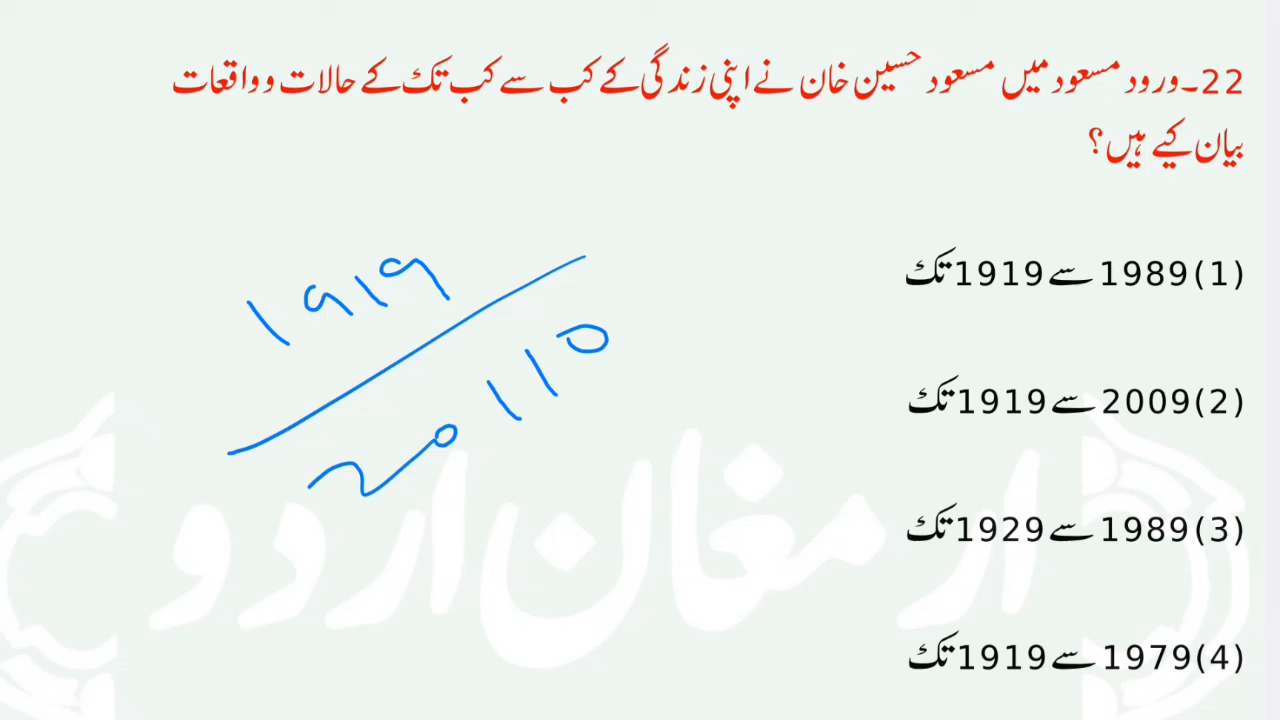 22۔ورود مسعود میں مسعود حسین خان نے اپنی زندگی کے کب سے کب تک کے حالات و واقعات
بیان کیے ہیں؟
(1)1989 سے 1919 تک
1919
(2)2009 سے 1919 تک
20110
(3)1989 سے 1929 تک
(4)1979 سے 1919 تک
ارمغان اردو